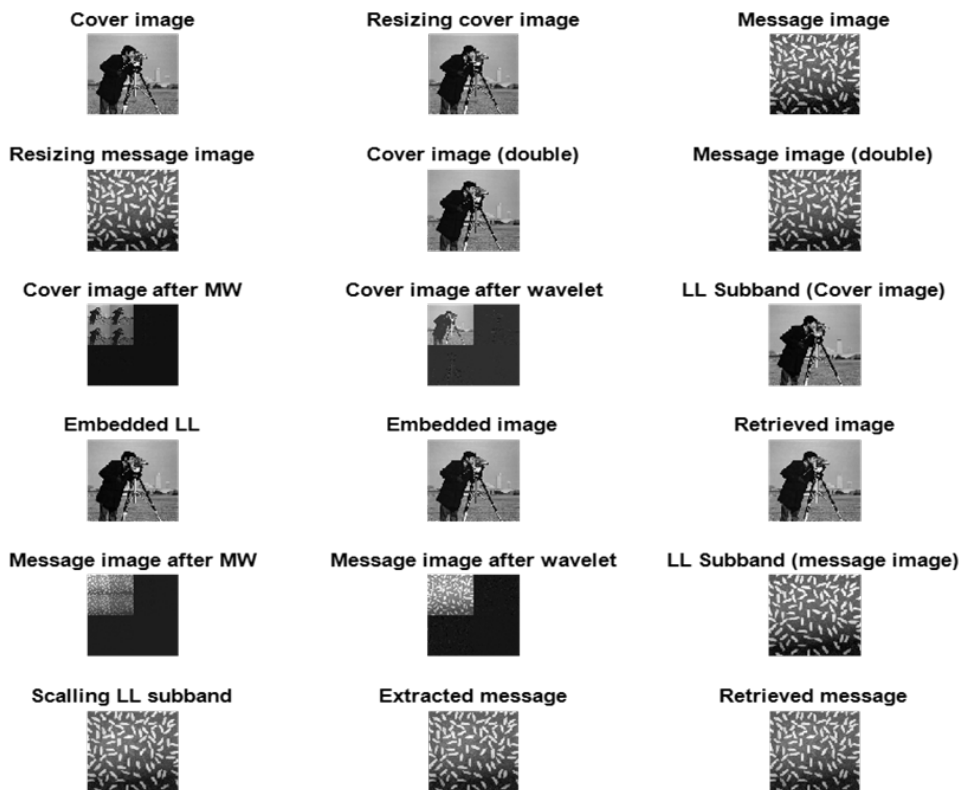 Cover image
Resizing cover image
Message image
Resizing message image
Cover image (double)
Message image (double)
Cover image after MW
Cover image after wavelet
LL Subband (Cover image)
Embedded LL
Embedded image
Retrieved image
Message image after MW
Message image after wavelet
LL Subband (message image)
Scalling LL subband
Extracted message
Retrieved message